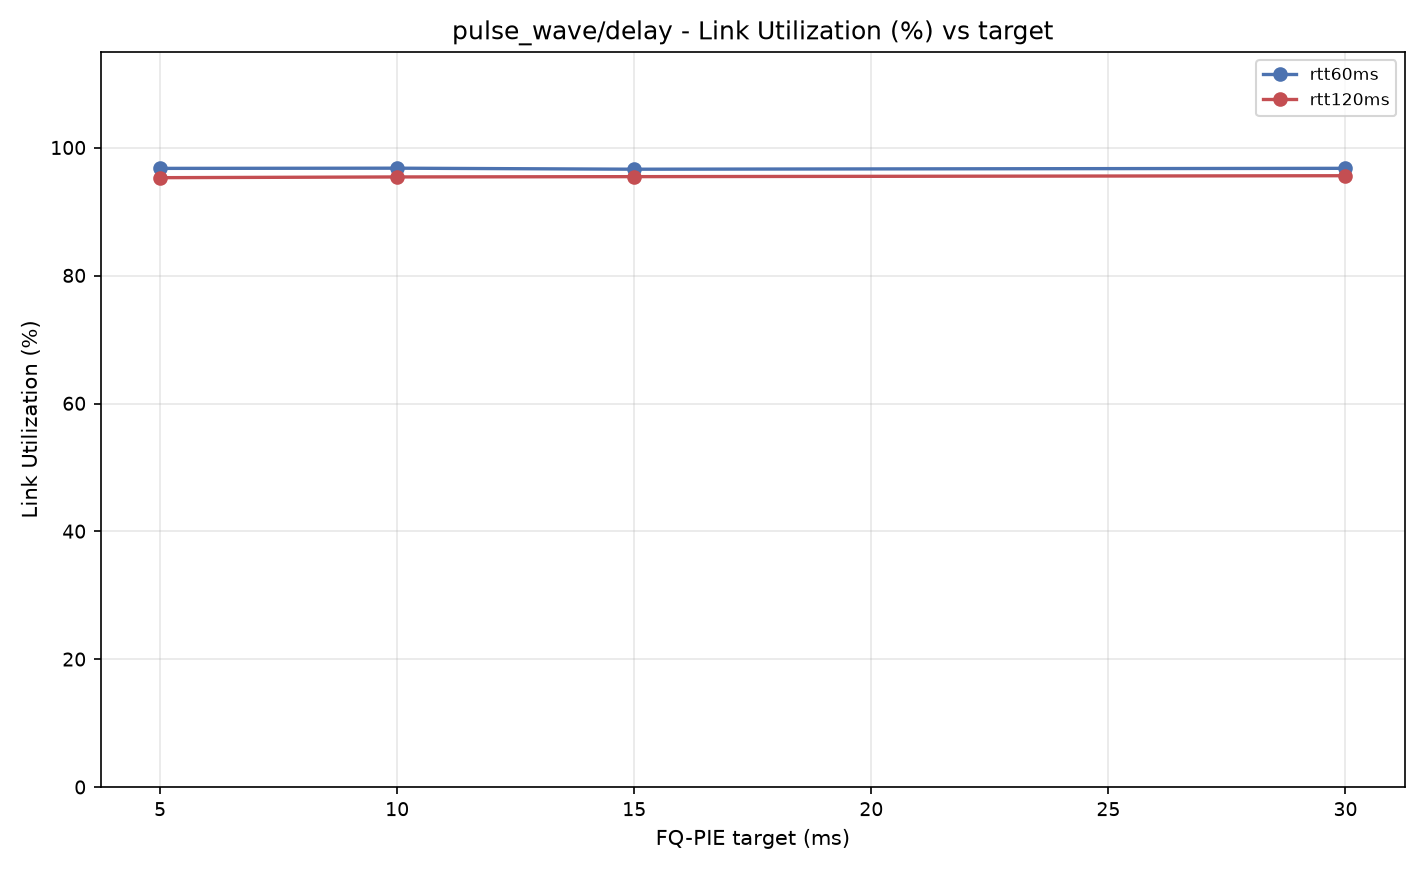 pulse_wave/delay - Link Utilization (%) vs target
rtt60ms
rtt120ms
100
80
60
40
20
0
Link Utilization (%)
5 10 15 20 25 30
FQ-PIE target (ms)